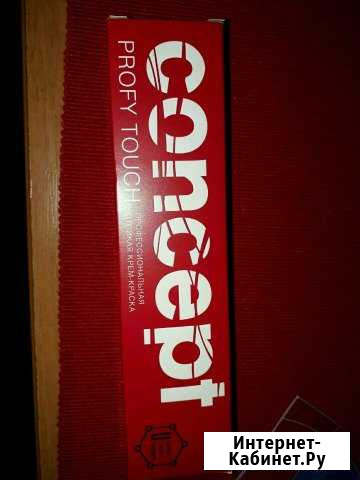 concept
PROFY TOUCH
ПРОФЕССИОНАЛЬНАЯ
СТОЙКАЯ КРЕМ-КРАСКА
Интернет-
Кабинет.Ру